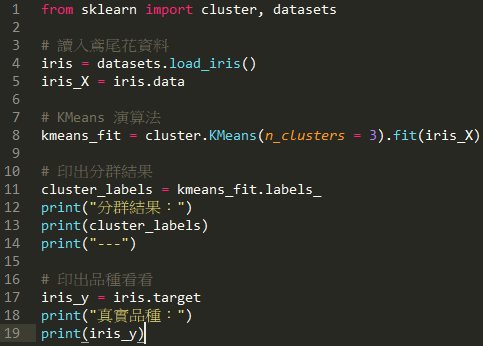 1 from sklearn import cluster, datasets
2
3 # 讀入鳶尾花資料
4 iris = datasets.load_iris()
5 iris_X = iris.data
6
7 # KMeans 演算法
8 kmeans_fit = cluster.KMeans(n_clusters = 3).fit(iris_X)
9
10 # 印出分群結果
11 cluster_labels = kmeans_fit.labels_
12 print("分群結果：")
13 print(cluster_labels)
14 print("---")
15
16 # 印出品種看看
17 iris_y = iris.target
18 print("真實品種：")
19 print(iris_y)